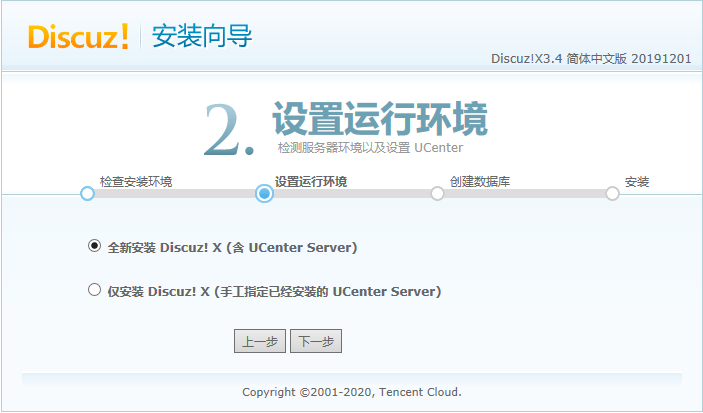 Discuz! 安装向导
Discuz!X3.4 简体中文版 20191201
2. 设置运行环境
检测服务器环境以及设置 UCenter
检查安装环境 设置运行环境 创建数据库 安装
全新安装 Discuz! X (含 UCenter Server)
仅安装 Discuz! X (手工指定已经安装的 UCenter Server)
上一步 下一步
Copyright ©2001-2020, Tencent Cloud.